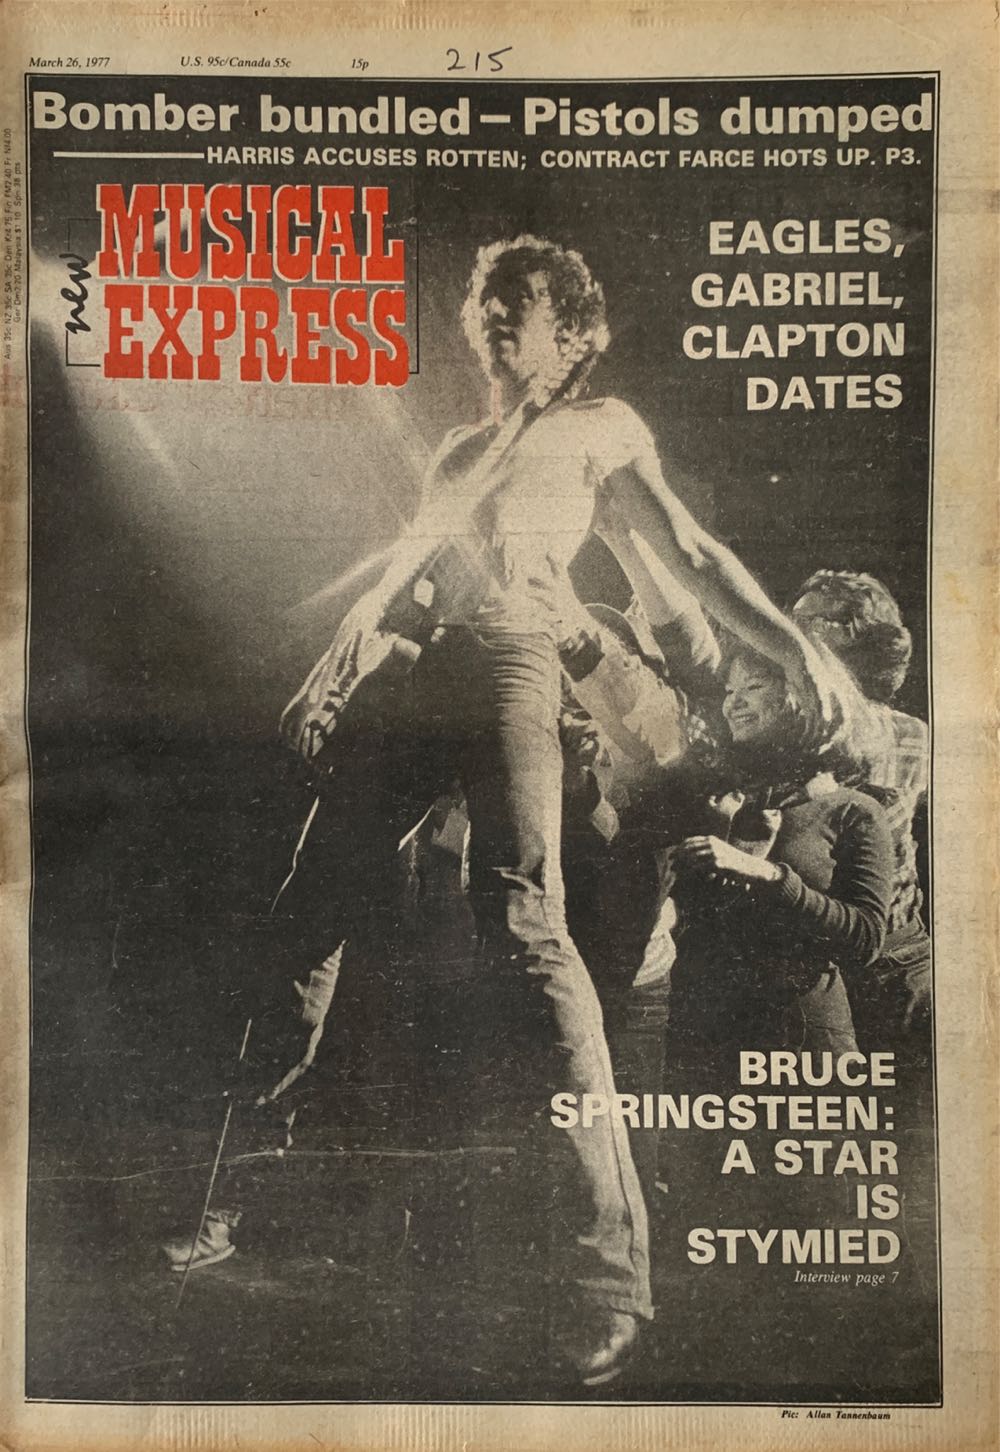 March 26, 1977 U.S. 95c/Canada 55c 15p 215
Bomber bundled – Pistols dumped
HARRIS ACCUSES ROTTEN; CONTRACT FARCE HOTS UP. P3.
new
MUSICAL
EXPRESS
EAGLES,
GABRIEL,
CLAPTON
DATES
BRUCE
SPRINGSTEEN:
A STAR
IS
STYMIED
Interview page 7
Pic: Allan Tannenbaum